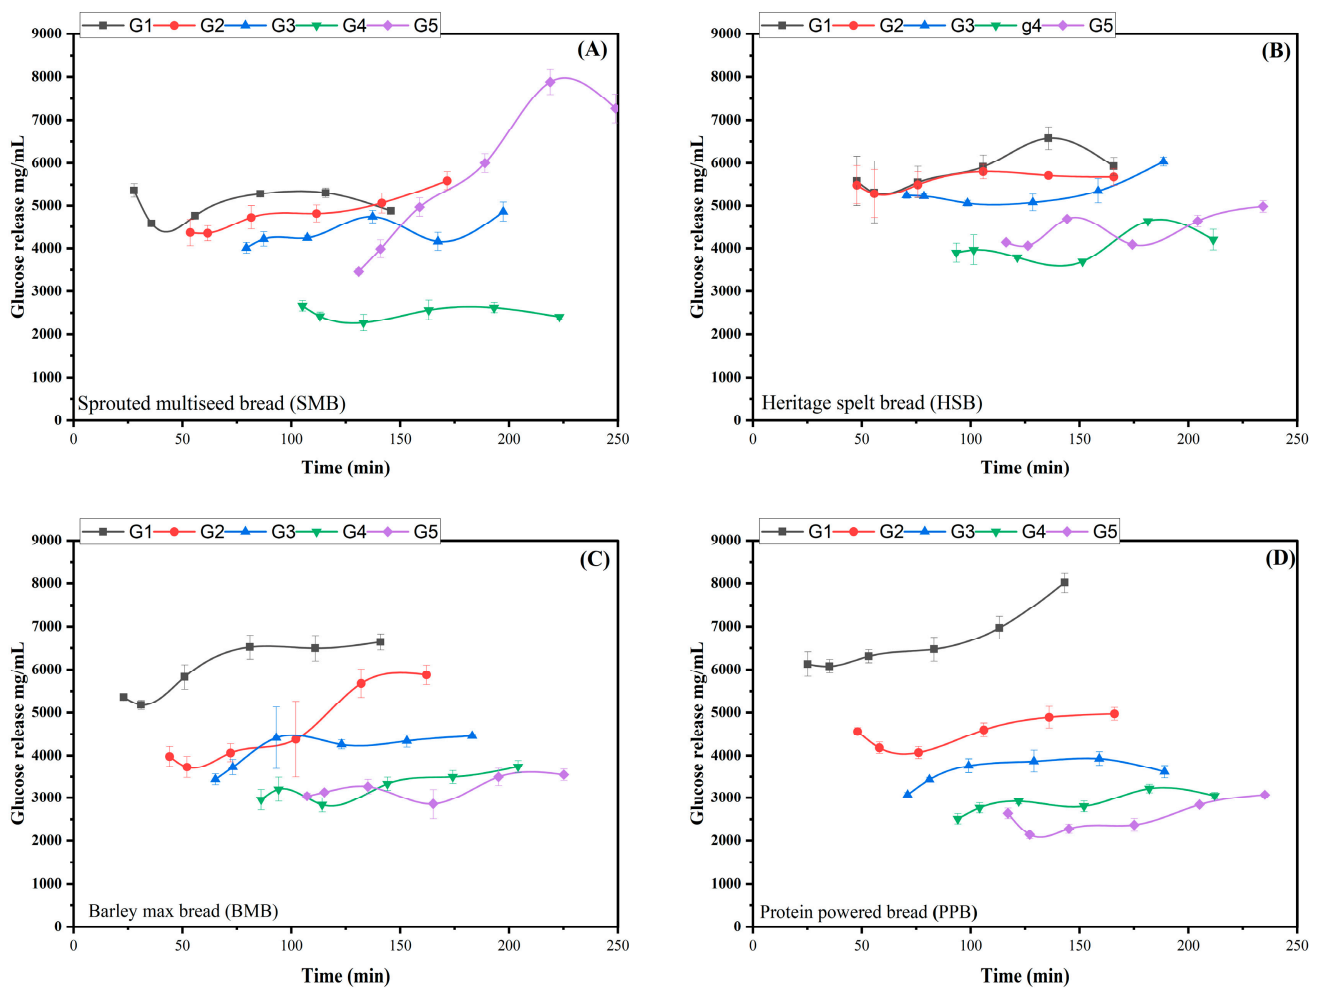 G1 G2 G3 G4 G5
(A)
9000
8000
7000
6000
5000
4000
3000
2000
1000
0
Glucose release mg/mL
Sprouted multiseed bread (SMB)
0 50 100 150 200 250
Time (min)
G1 G2 G3 g4 G5
(B)
9000
8000
7000
6000
5000
4000
3000
2000
1000
0
Glucose release mg/mL
Heritage spelt bread (HSB)
0 50 100 150 200 250
Time (min)
G1 G2 G3 G4 G5
(C)
9000
8000
7000
6000
5000
4000
3000
2000
1000
0
Glucose release mg/mL
Barley max bread (BMB)
0 50 100 150 200 250
Time (min)
G1 G2 G3 G4 G5
(D)
9000
8000
7000
6000
5000
4000
3000
2000
1000
0
Glucose release mg/mL
Protein powered bread (PPB)
0 50 100 150 200 250
Time (min)